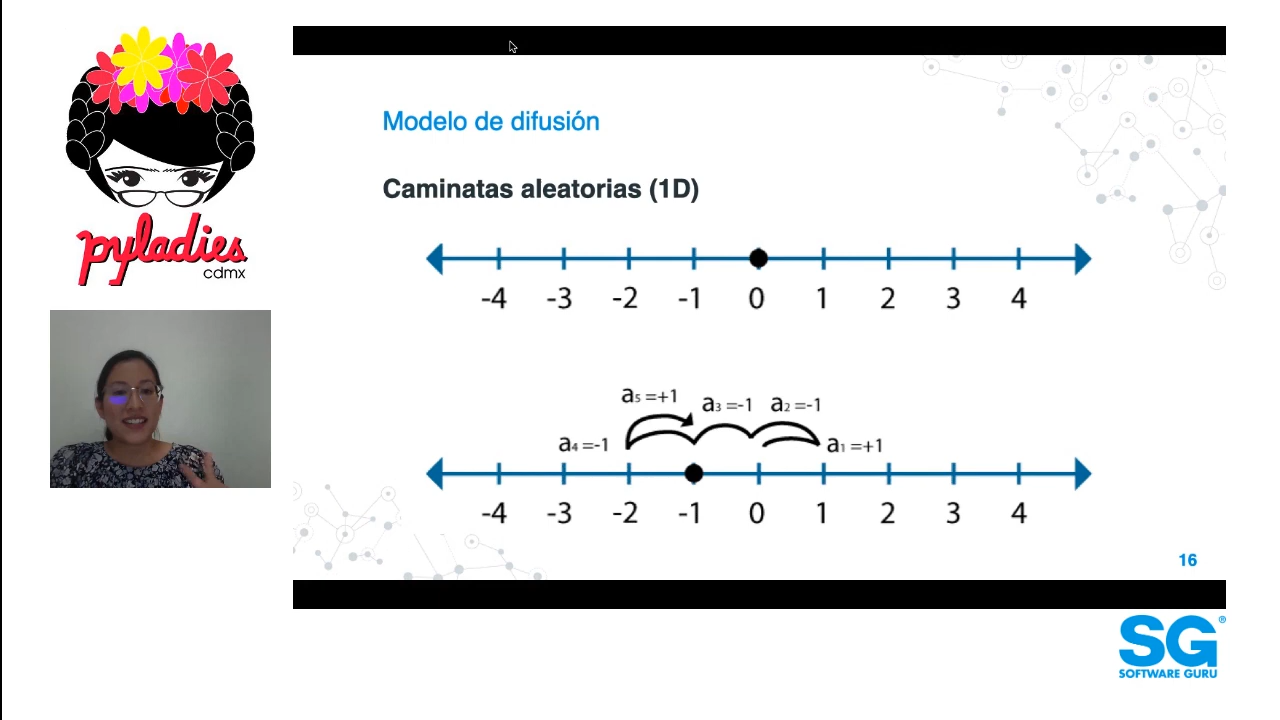 pyladies
cdmx
Modelo de difusión
Caminatas aleatorias (1D)
-4 -3 -2 -1 0 1 2 3 4
a5 =+1 a3 =-1 a2 =-1
a4 =-1 a1 =+1
-4 -3 -2 -1 0 1 2 3 4
16
SG®
SOFTWARE GURU